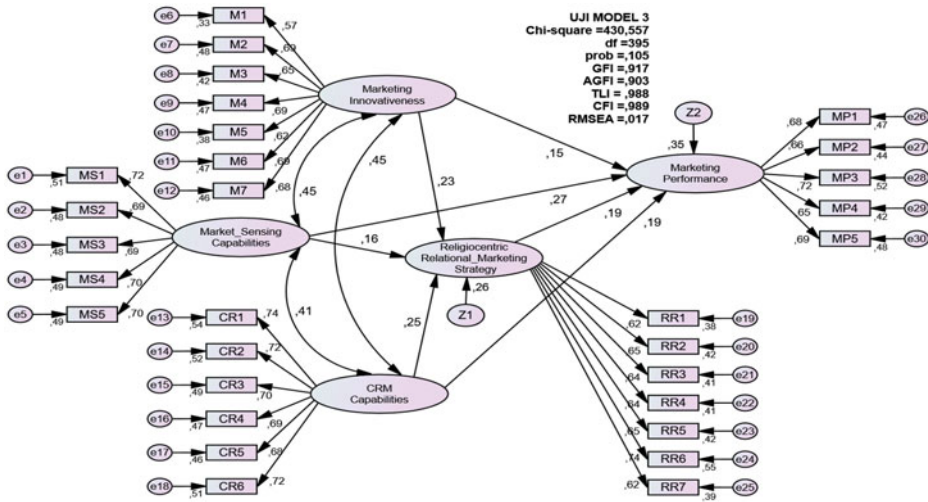 UJI MODEL 3
Chi-square =430,557
df =395
prob =,105
GFI =,917
AGFI =,903
TLI = ,988
CFI =,989
RMSEA =,017
e6 ,33 M1 ,57
e7 ,48 M2 ,69
e8 ,42 M3 ,65
e9 ,47 M4 ,69
e10 ,38 M5 ,62
e11 ,47 M6 ,69
e12 ,46 M7 ,68
Marketing
Innovativeness
e1 ,51 MS1 ,72
e2 ,48 MS2 ,69
e3 ,48 MS3 ,69
e4 ,49 MS4 ,70
e5 ,49 MS5 ,70
Market_Sensing
Capabilities
,45
,45
,41
e13 ,54 CR1 ,74
e14 ,52 CR2 ,72
e15 ,49 CR3 ,70
e16 ,47 CR4 ,69
e17 ,46 CR5 ,68
e18 ,51 CR6 ,72
CRM
Capabilities
,15
,23
,27
,16
,19
,19
,25
Religiocentric
Relational_Marketing
Strategy
,26
Z1
Z2
,35
Marketing
Performance
,68 MP1 ,47 e26
,66 MP2 ,44 e27
,72 MP3 ,52 e28
,65 MP4 ,42 e29
,69 MP5 ,48 e30
,62 RR1 ,38 e19
,65 RR2 ,42 e20
,64 RR3 ,41 e21
,64 RR4 ,41 e22
,65 RR5 ,42 e23
,74 RR6 ,55 e24
,62 RR7 ,39 e25